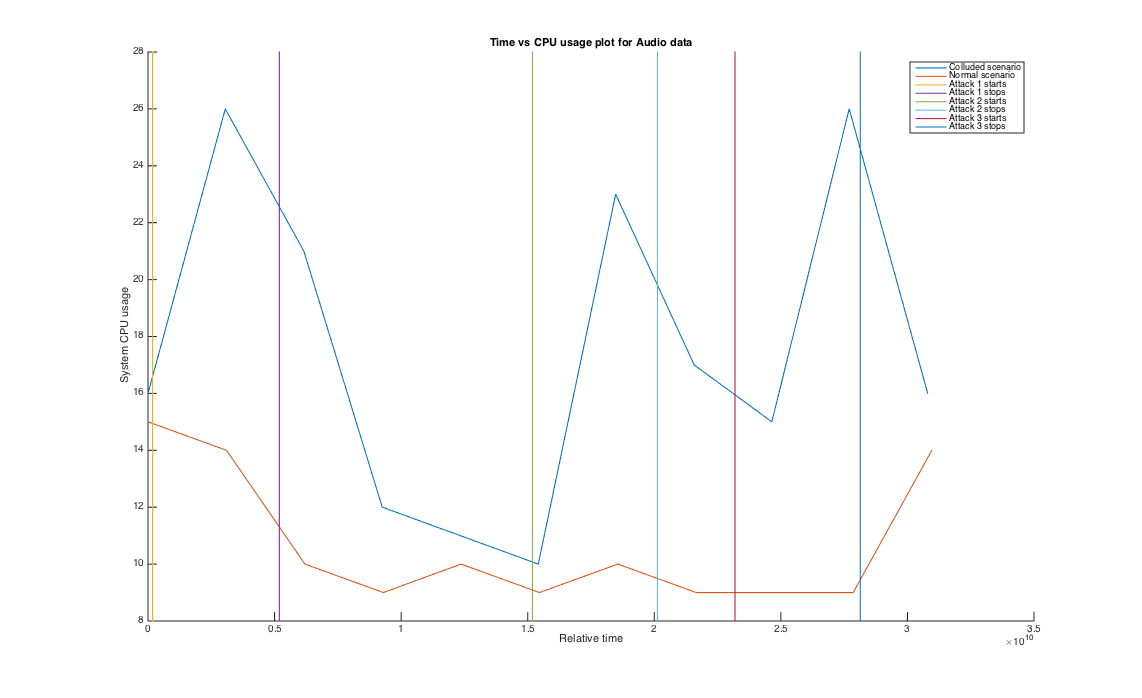 Time vs CPU usage plot for Audio data
28
26
24
22
20
18
16
14
12
10
8
System CPU usage
Colluded scenario
Normal scenario
Attack 1 starts
Attack 1 stops
Attack 2 starts
Attack 2 stops
Attack 3 starts
Attack 3 stops
0 0.5 1 1.5 2 2.5 3 3.5
Relative time
×10^10